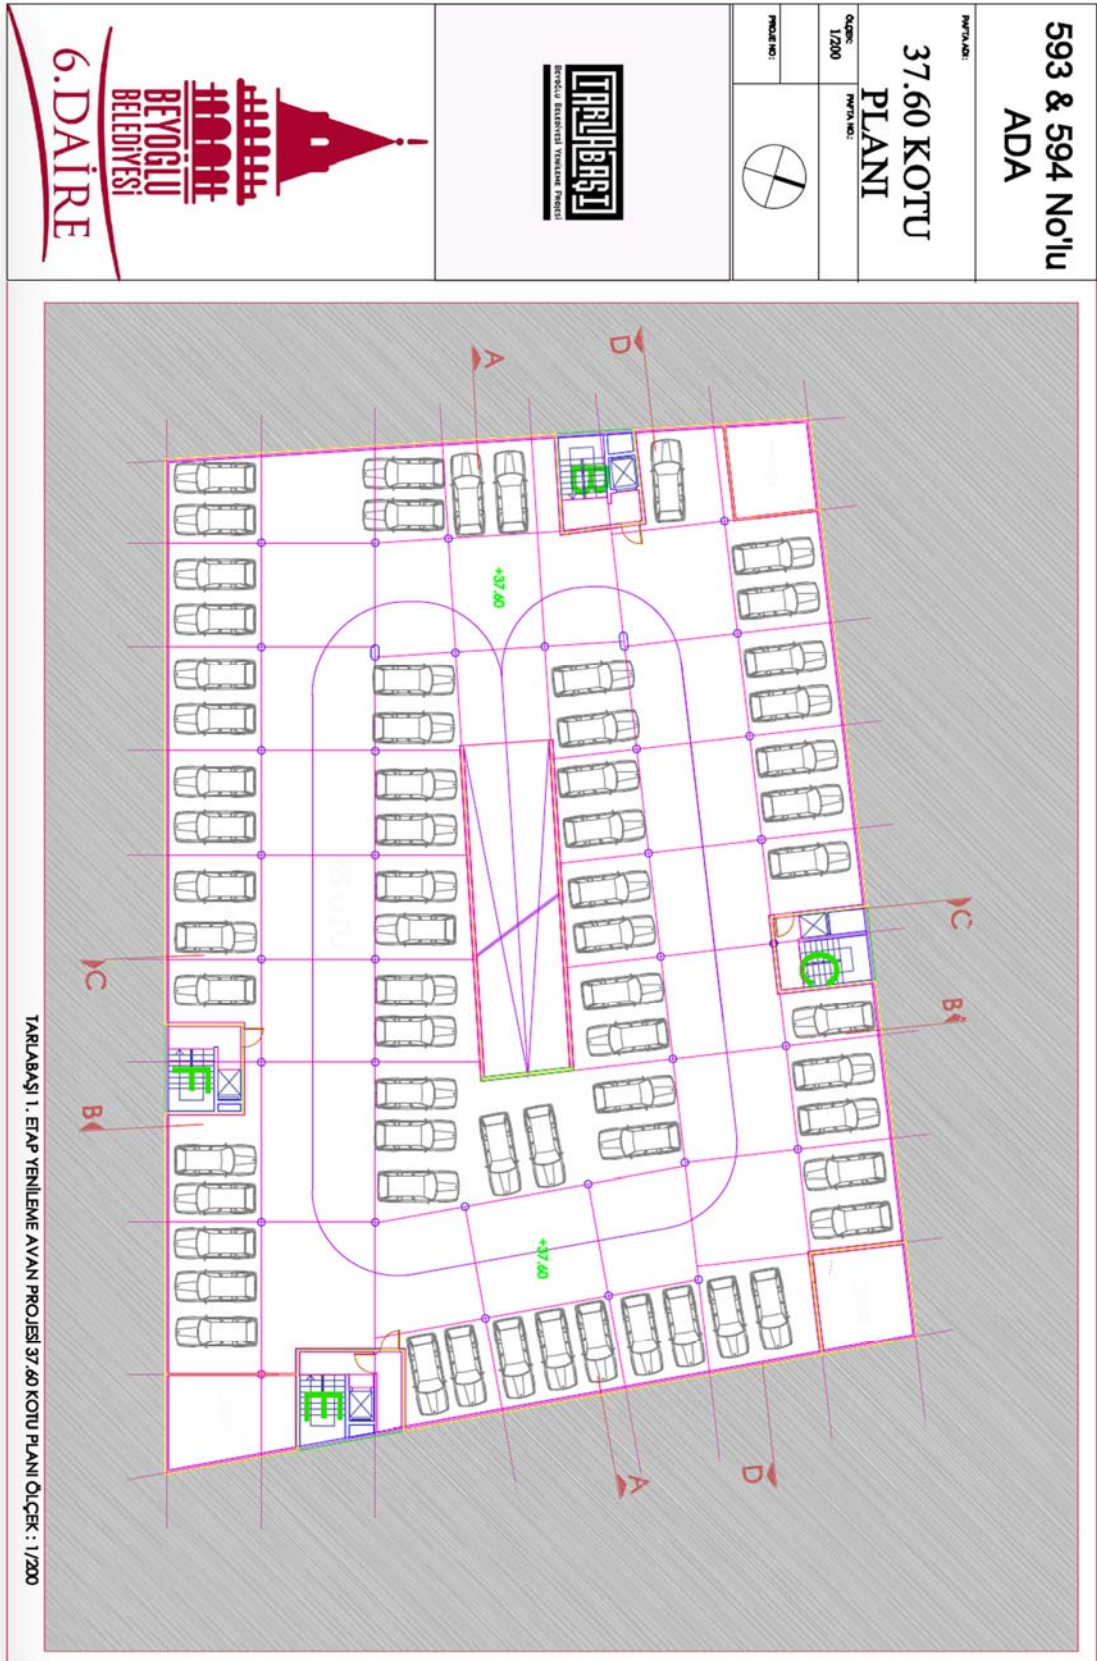 593 & 594 No'lu
ADA
PAFTA ADI:
37.60 KOTU
PLANI
ÖLÇEK:
1/200
PAFTA NO.:
PROJE NO:
TARLABAŞI
BEYOĞLU BELEDİYESİ YENİLEME PROJESİ
BEYOĞLU
BELEDİYESİ
6.DAİRE
D
A
B
+37.60
C
C
B
F
B
+37.60
E
A
D
TARLABAŞI 1. ETAP YENİLEME AVAN PROJESİ 37.60 KOTU PLANI ÖLÇEK : 1/200